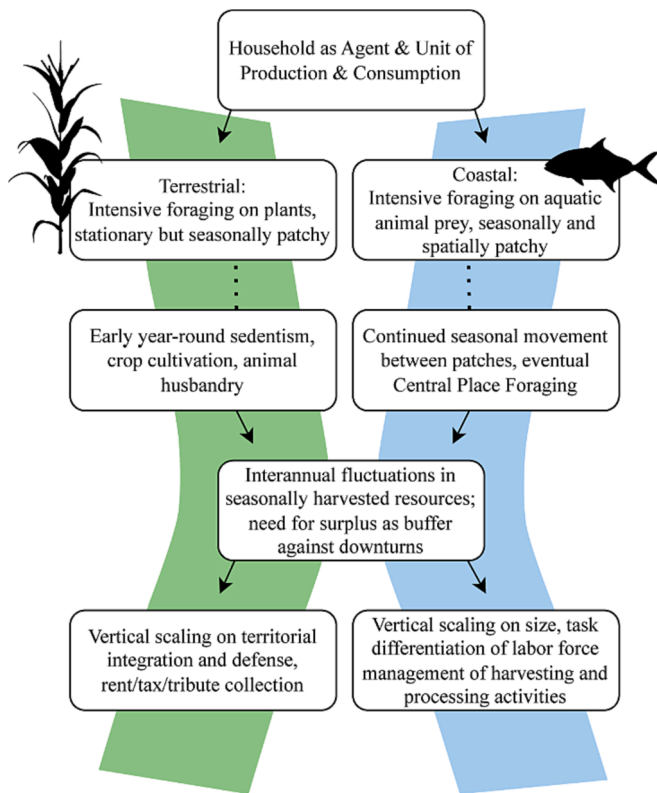 Household as Agent & Unit of
Production & Consumption
Terrestrial:
Intensive foraging on plants,
stationary but seasonally patchy
Coastal:
Intensive foraging on aquatic
animal prey, seasonally and
spatially patchy
Early year-round sedentism,
crop cultivation, animal
husbandry
Continued seasonal movement
between patches, eventual
Central Place Foraging
Interannual fluctuations in
seasonally harvested resources;
need for surplus as buffer
against downturns
Vertical scaling on territorial
integration and defense,
rent/tax/tribute collection
Vertical scaling on size, task
differentiation of labor force
management of harvesting and
processing activities